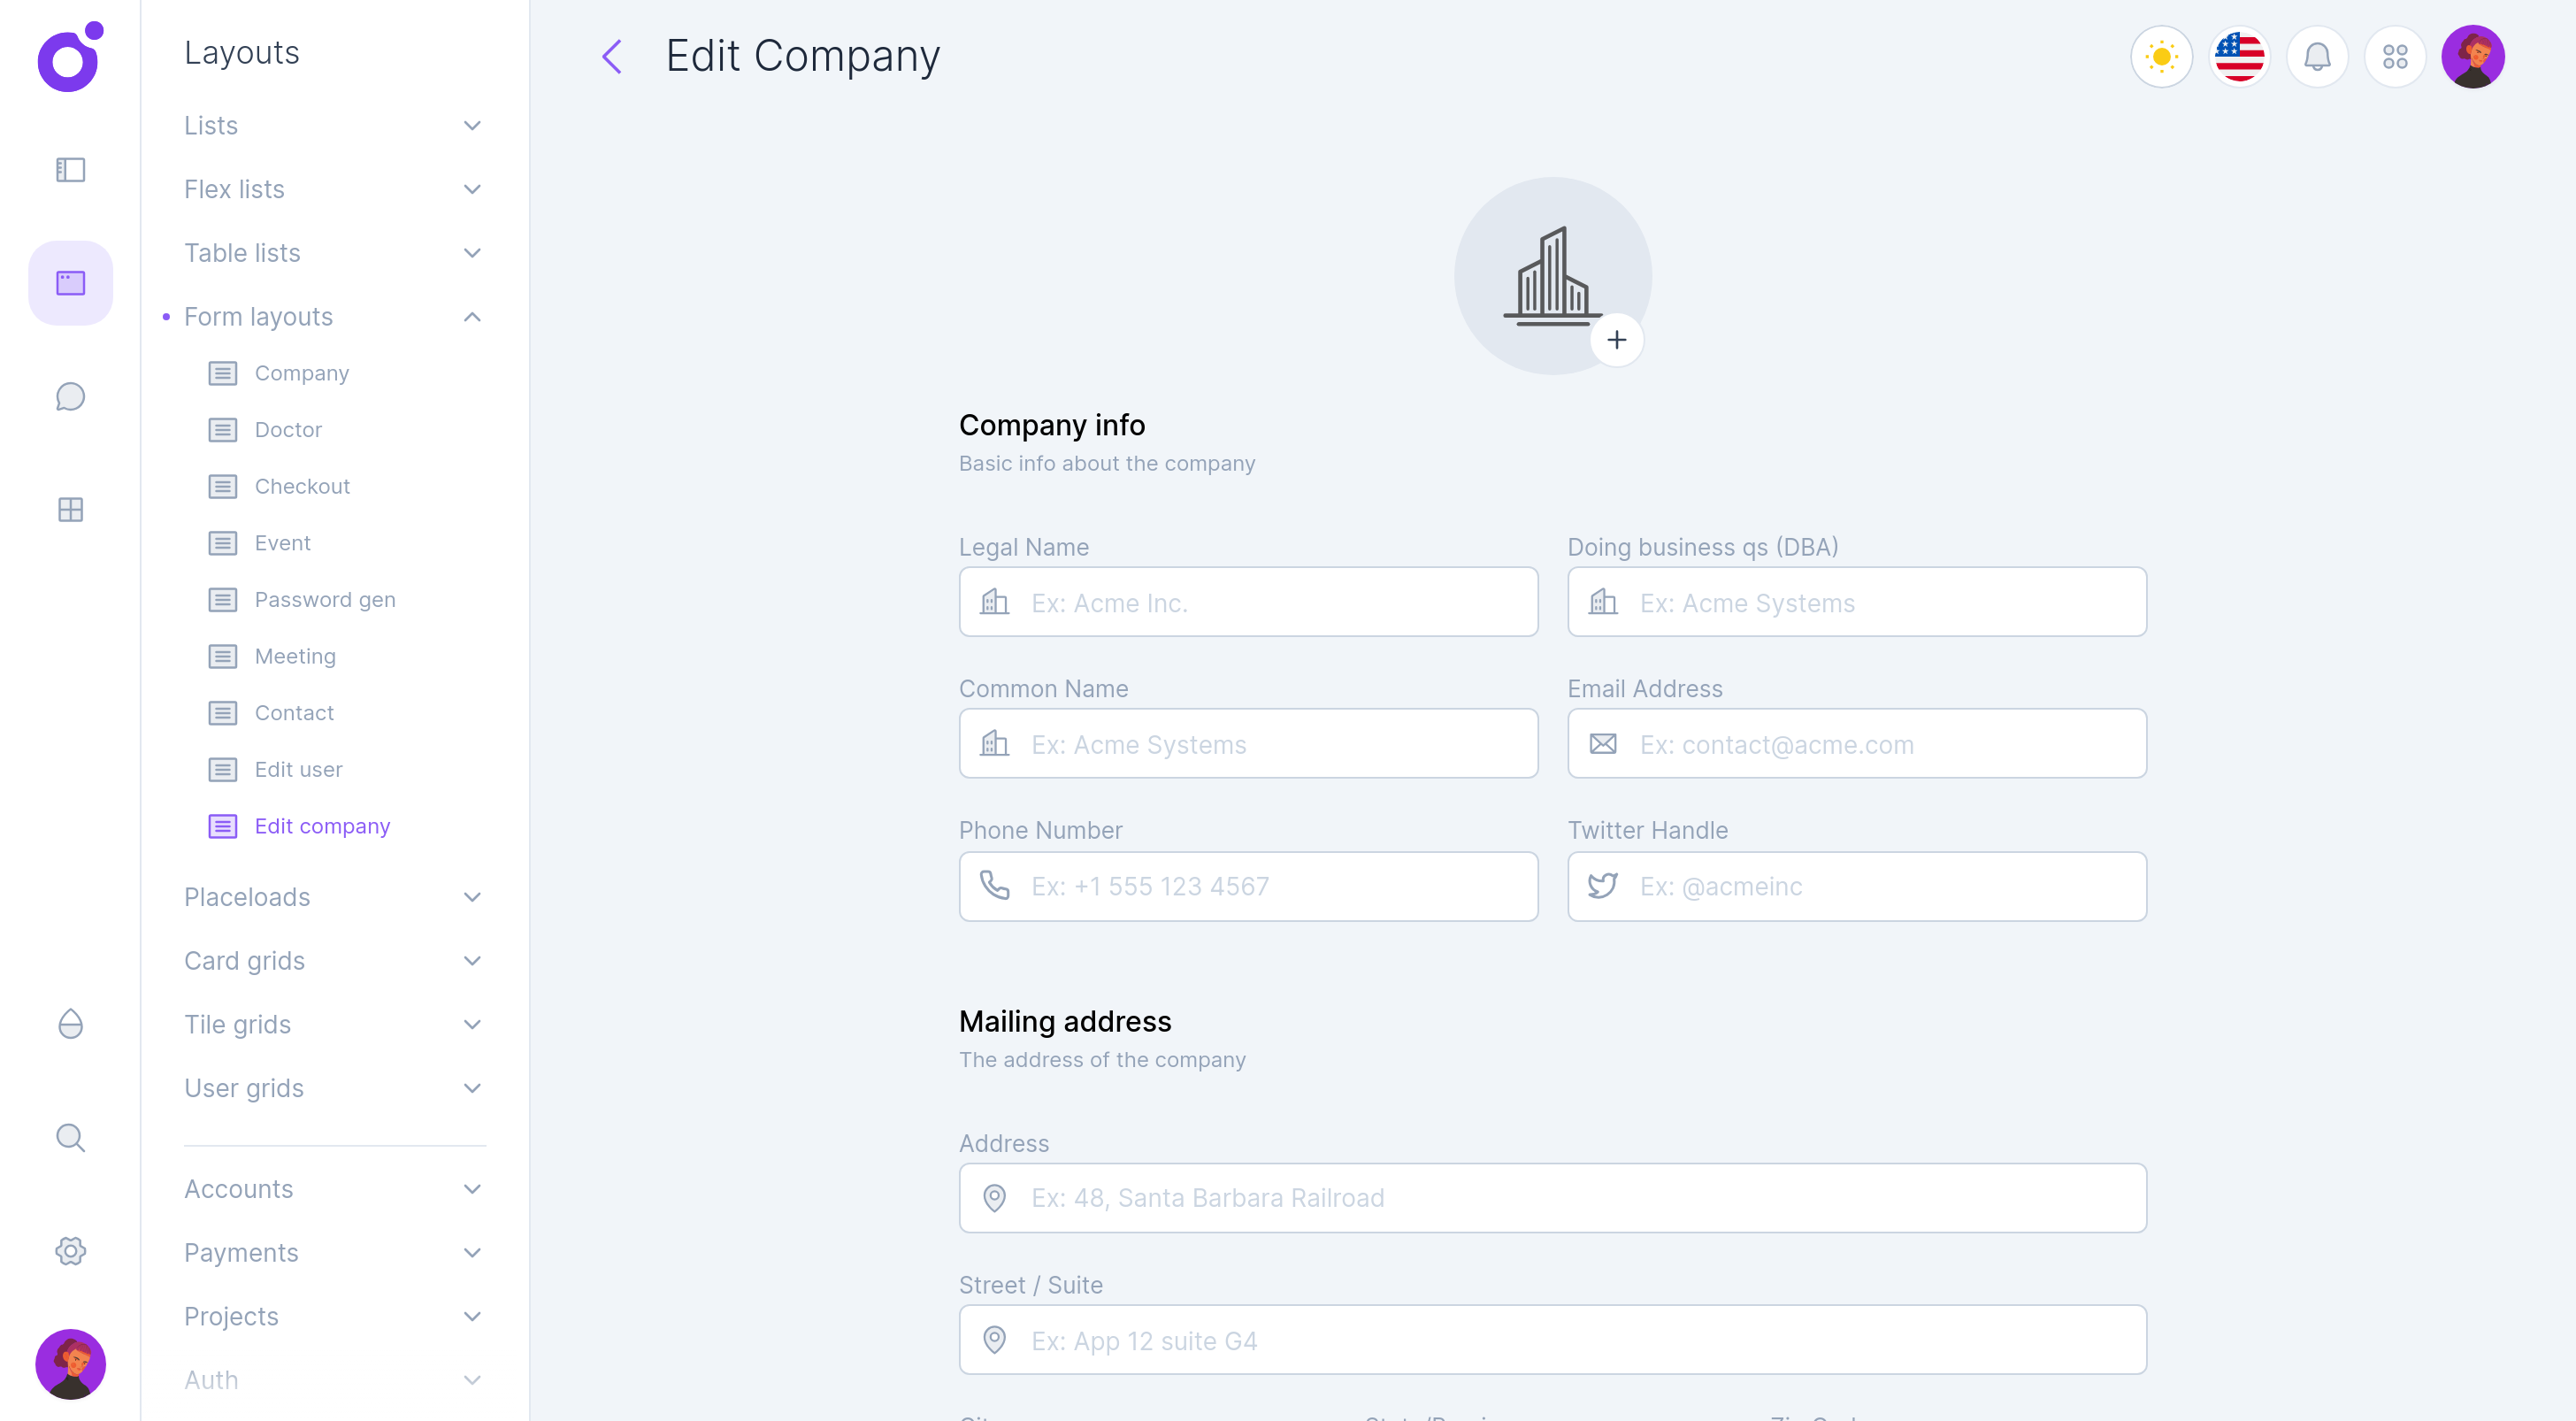 Layouts
Lists
Flex lists
Table lists
Form layouts
Company
Doctor
Checkout
Event
Password gen
Meeting
Contact
Edit user
Edit company
Placeloads
Card grids
Tile grids
User grids
Accounts
Payments
Projects
Auth
Edit Company
Company info
Basic info about the company
Legal Name
Ex: Acme Inc.
Doing business qs (DBA)
Ex: Acme Systems
Common Name
Ex: Acme Systems
Email Address
Ex: contact@acme.com
Phone Number
Ex: +1 555 123 4567
Twitter Handle
Ex: @acmeinc
Mailing address
The address of the company
Address
Ex: 48, Santa Barbara Railroad
Street / Suite
Ex: App 12 suite G4